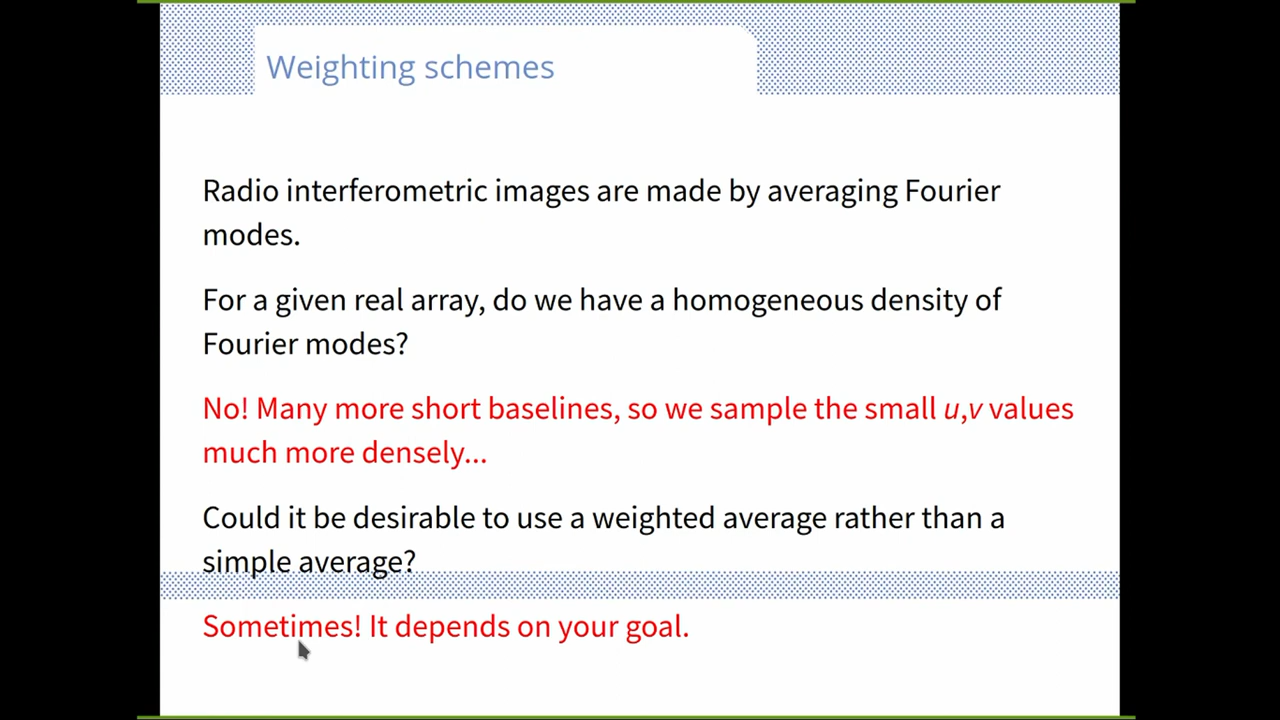 Weighting schemes
Radio interferometric images are made by averaging Fourier
modes.
For a given real array, do we have a homogeneous density of
Fourier modes?
No! Many more short baselines, so we sample the small u,v values
much more densely...
Could it be desirable to use a weighted average rather than a
simple average?
Sometimes! It depends on your goal.